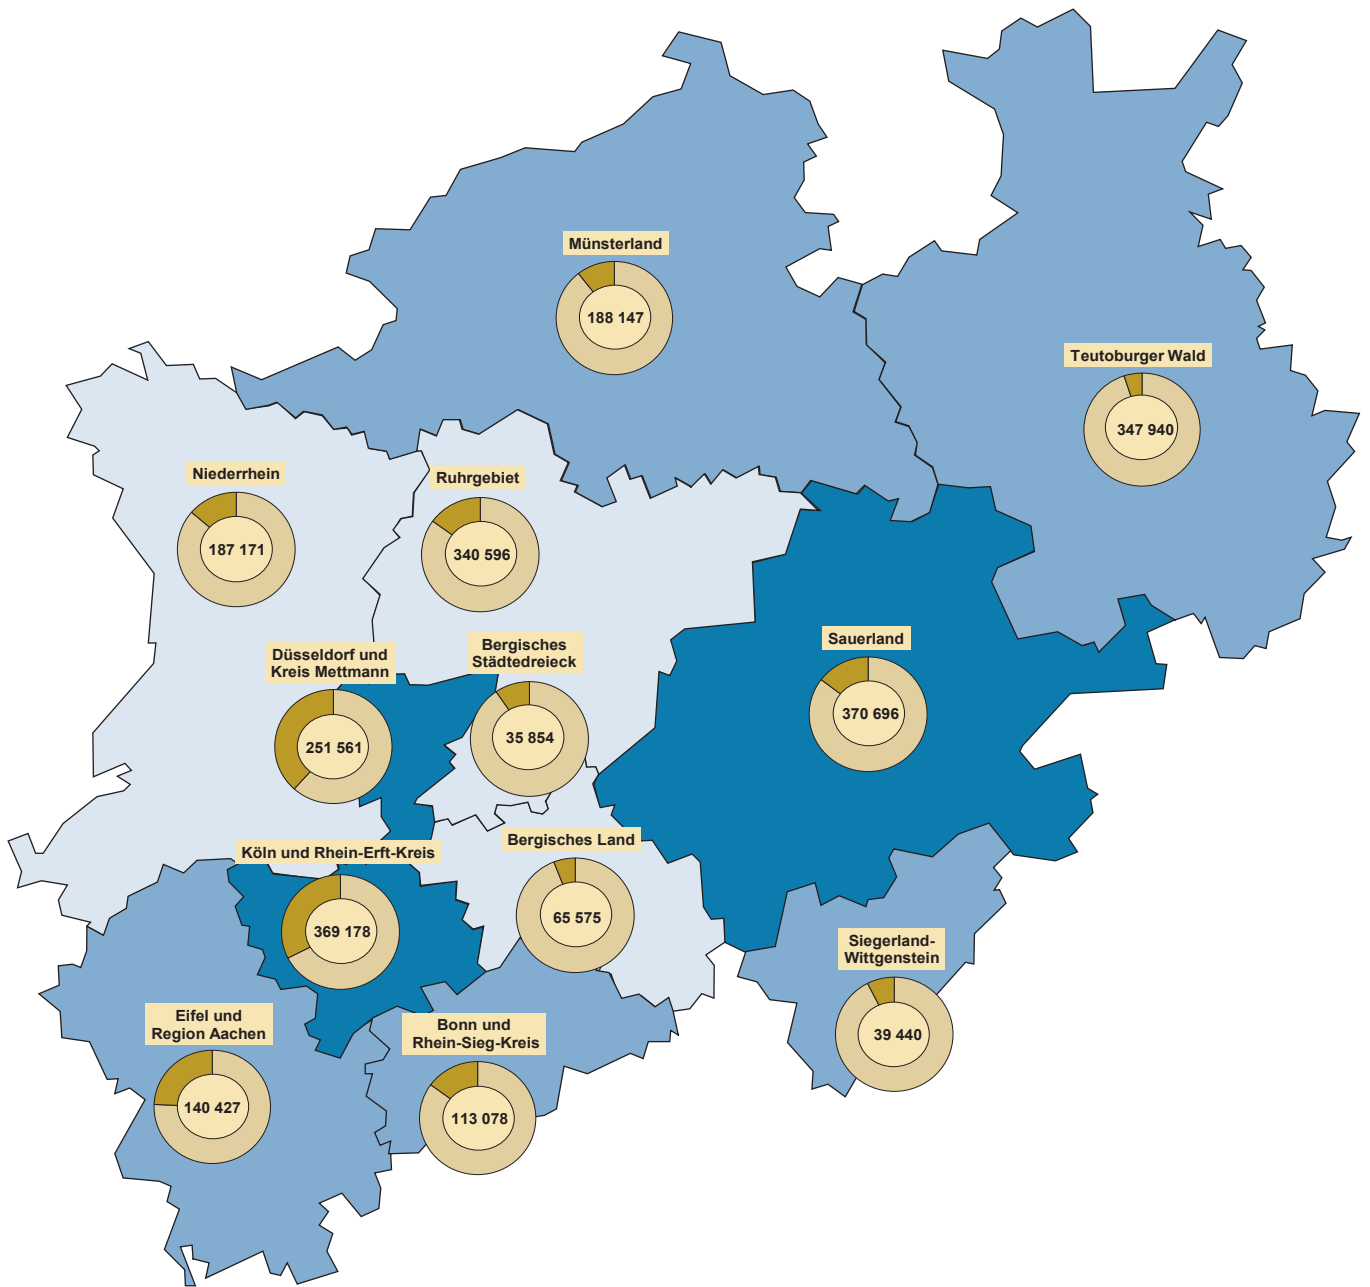 Münsterland
188 147
Teutoburger Wald
347 940
Niederrhein
187 171
Ruhrgebiet
340 596
Düsseldorf und
Kreis Mettmann
251 561
Bergisches
Städtedreieck
35 854
Sauerland
370 696
Köln und Rhein-Erft-Kreis
369 178
Bergisches Land
65 575
Siegerland-
Wittgenstein
39 440
Eifel und
Region Aachen
140 427
Bonn und
Rhein-Sieg-Kreis
113 078